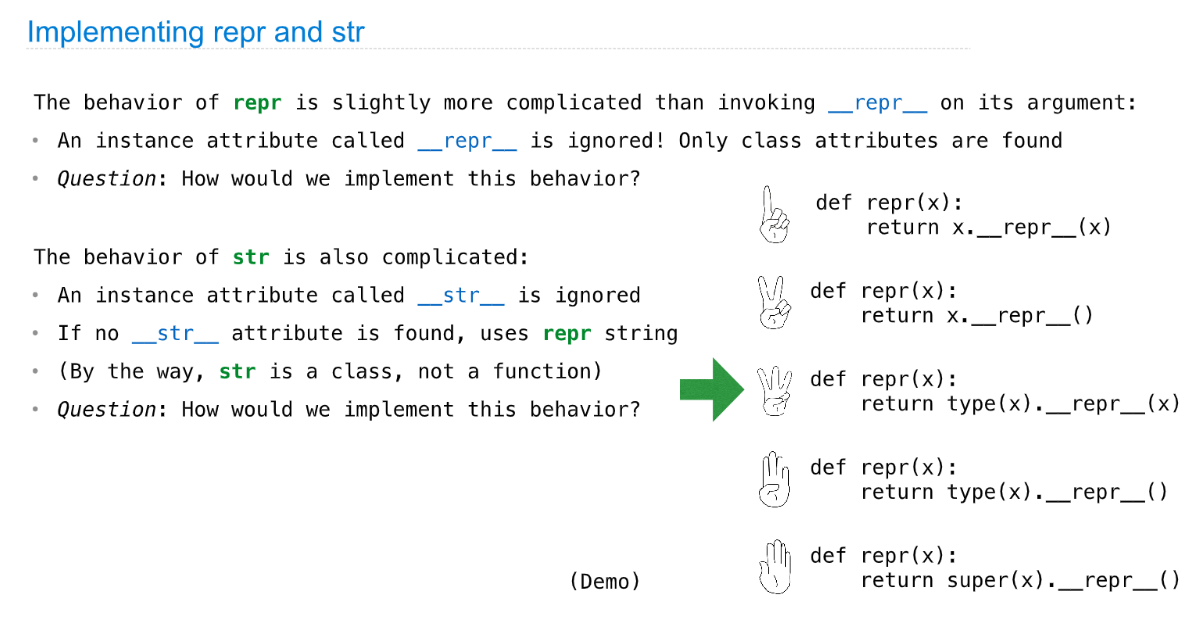 Implementing repr and str
The behavior of repr is slightly more complicated than invoking __repr__ on its argument:
• An instance attribute called __repr__ is ignored! Only class attributes are found
• Question: How would we implement this behavior?
The behavior of str is also complicated:
• An instance attribute called __str__ is ignored
• If no __str__ attribute is found, uses repr string
• (By the way, str is a class, not a function)
• Question: How would we implement this behavior?
def repr(x):
    return x.__repr__(x)
def repr(x):
    return x.__repr__()
def repr(x):
    return type(x).__repr__(x)
def repr(x):
    return type(x).__repr__()
def repr(x):
    return super(x).__repr__()
(Demo)